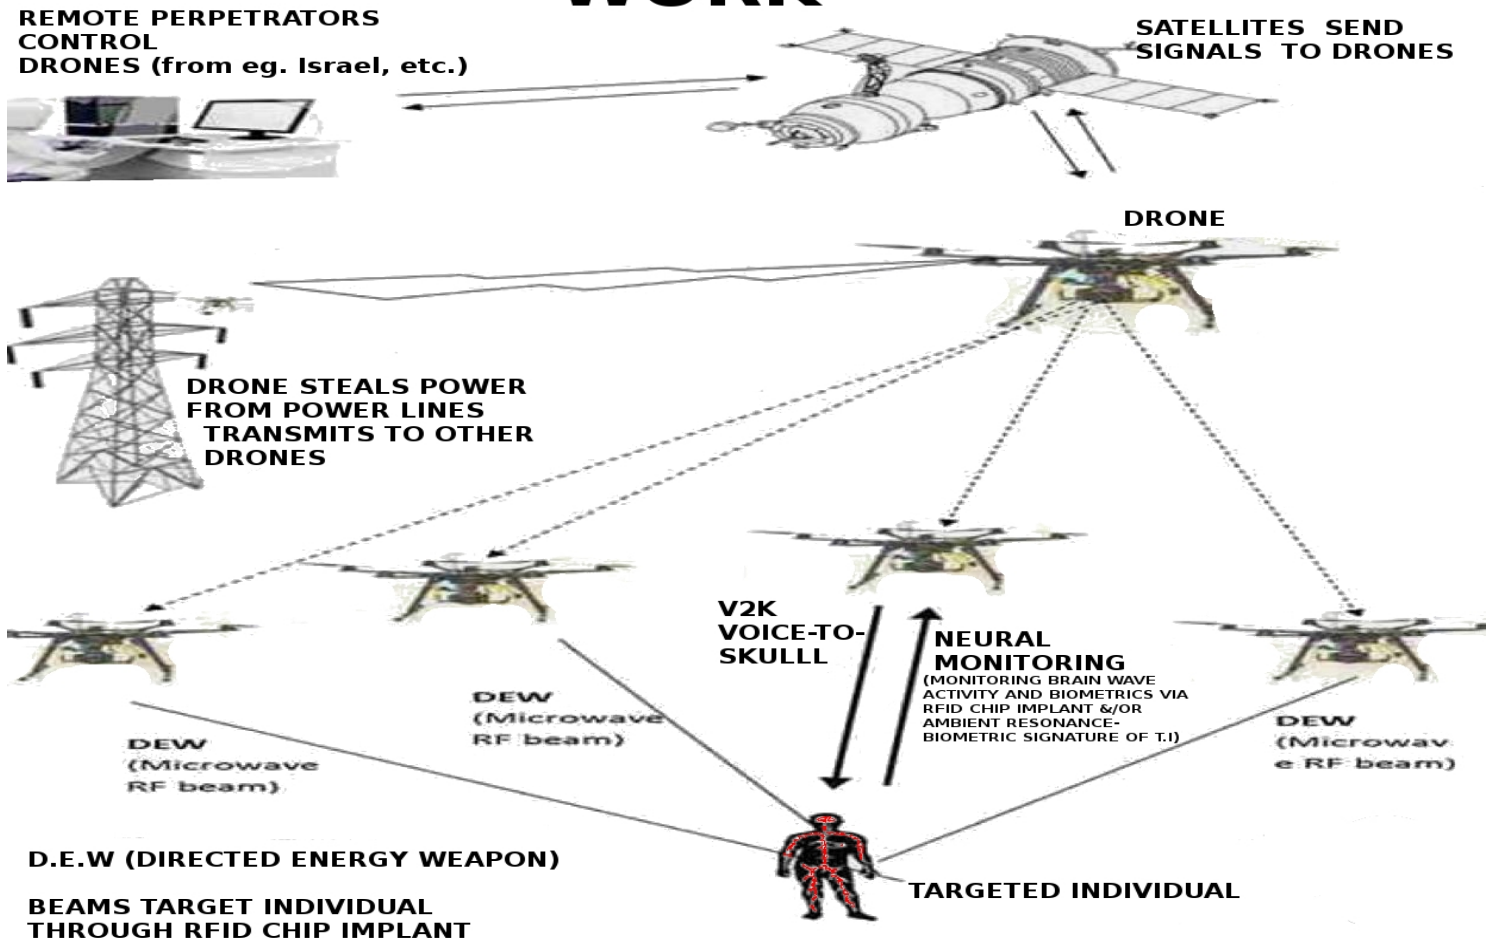 WORK
REMOTE PERPETRATORS
CONTROL
DRONES (from eg. Israel, etc.)
SATELLITES SEND
SIGNALS TO DRONES
DRONE
DRONE STEALS POWER
FROM POWER LINES
TRANSMITS TO OTHER
DRONES
V2K
VOICE-TO-
SKULLL
NEURAL
MONITORING
(MONITORING BRAIN WAVE
ACTIVITY AND BIOMETRICS VIA
RFID CHIP IMPLANT &/OR
AMBIENT RESONANCE-
BIOMETRIC SIGNATURE OF T.I)
DEW
(Microwave
RF beam)
DEW
(Microwav
e RF beam)
DEW
(Microwave
RF beam)
D.E.W (DIRECTED ENERGY WEAPON)
BEAMS TARGET INDIVIDUAL
THROUGH RFID CHIP IMPLANT
TARGETED INDIVIDUAL